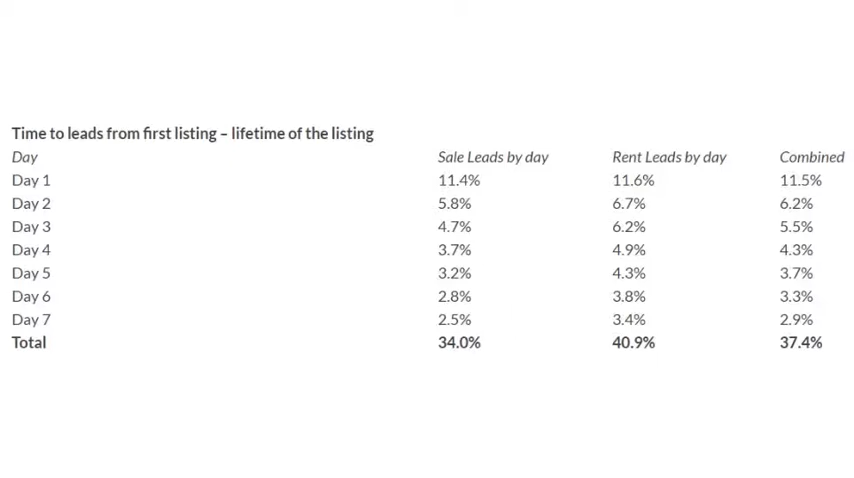 Time to leads from first listing – lifetime of the listing
Day Sale Leads by day Rent Leads by day Combined
Day 1 11.4% 11.6% 11.5%
Day 2 5.8% 6.7% 6.2%
Day 3 4.7% 6.2% 5.5%
Day 4 3.7% 4.9% 4.3%
Day 5 3.2% 4.3% 3.7%
Day 6 2.8% 3.8% 3.3%
Day 7 2.5% 3.4% 2.9%
Total 34.0% 40.9% 37.4%